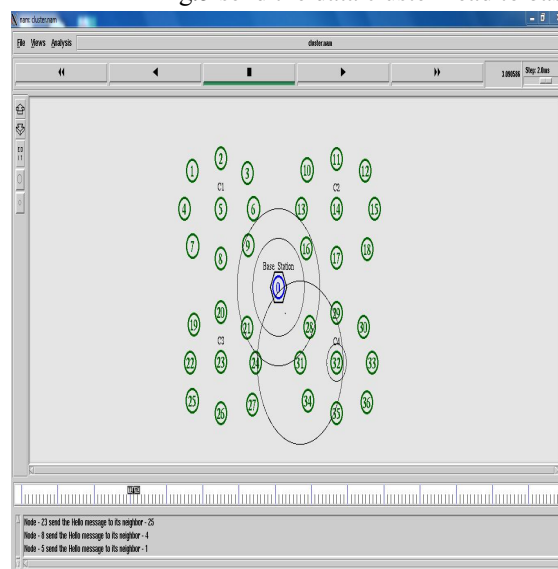 nam: cluster.nam
File Views Analysis
cluster.nam
3.090586 Step: 2.0ms
2 11
1 3 10 12
C1 C2
4 5 6 13 14 15
7 9 16 18
8 17
Base Station
0
20 29
19 21 28 30
C3 C4
22 23 24 31 32 33
25 27 34 36
26 35
Node - 23 send the Hello message to its neighbor - 25
Node - 8 send the Hello message to its neighbor - 4
Node - 5 send the Hello message to its neighbor - 1